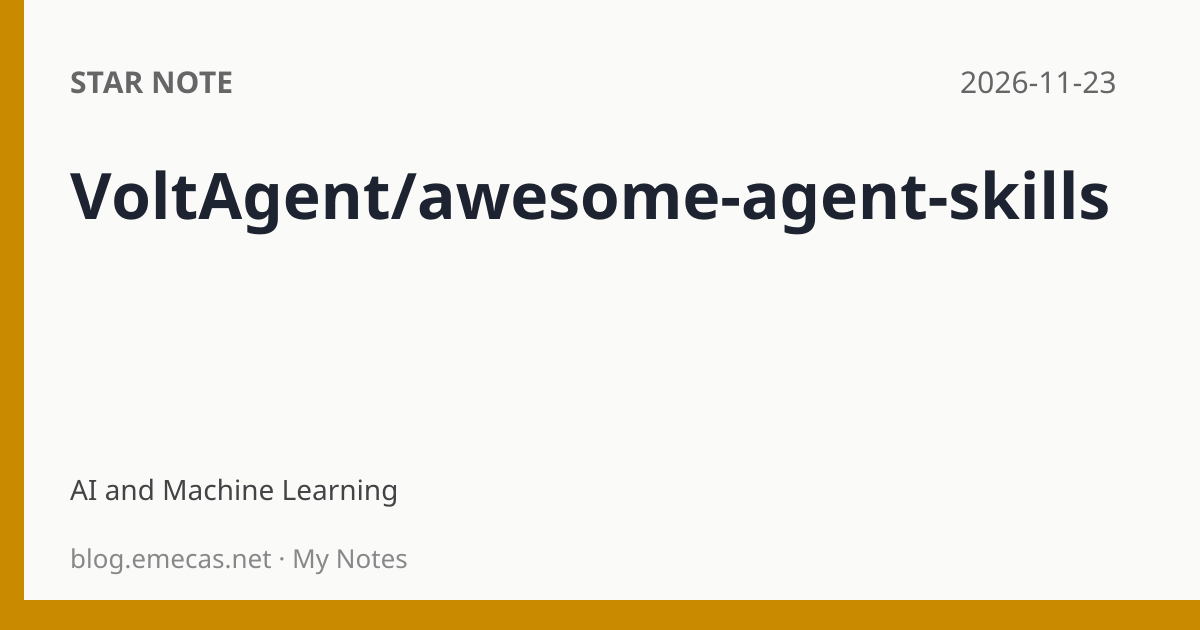 STAR NOTE
2026-11-23
VoltAgent/awesome-agent-skills
AI and Machine Learning
blog.emecas.net · My Notes